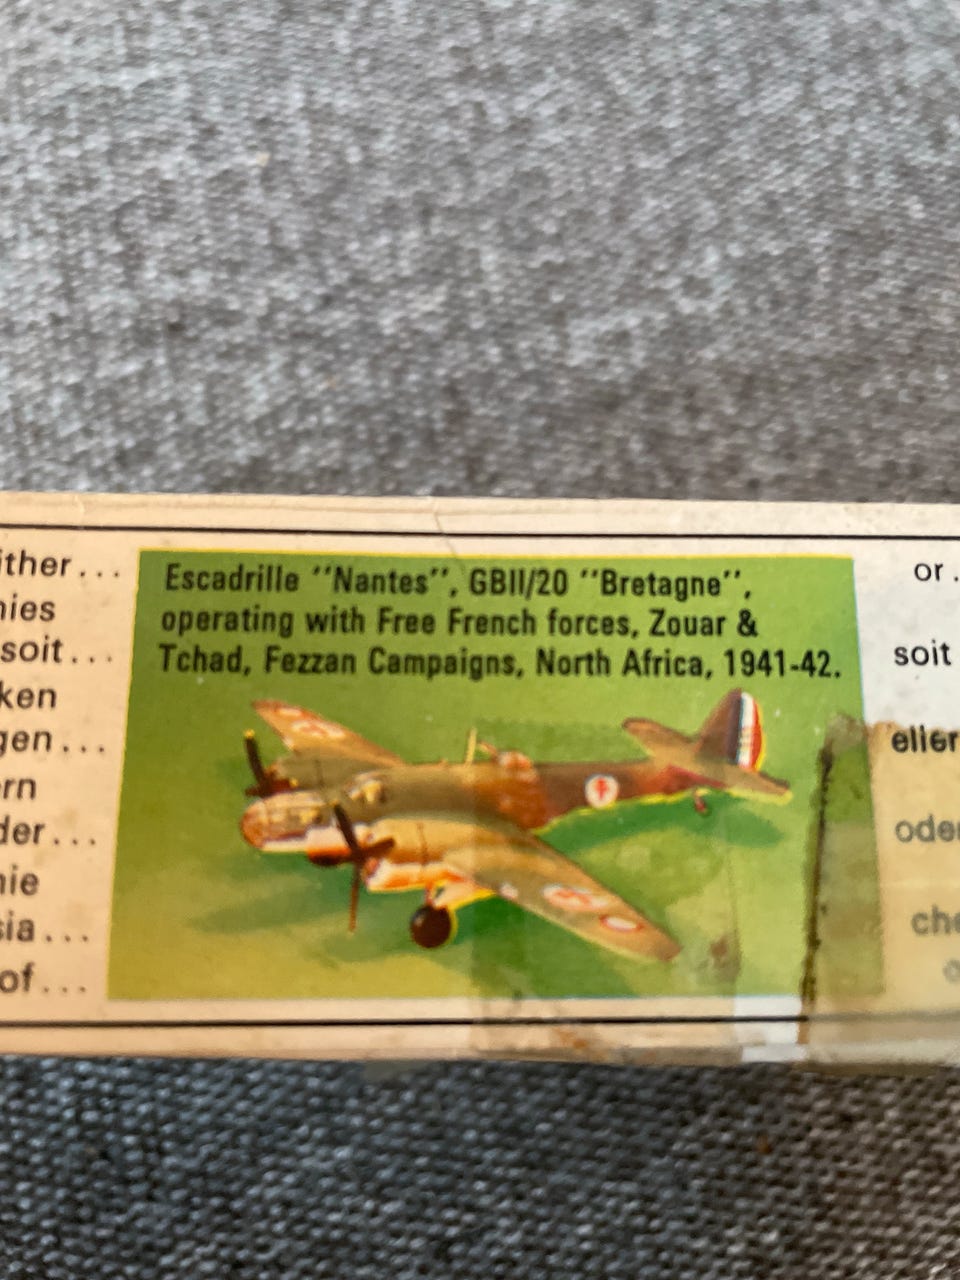 ither...
nies
soit...
ken
gen...
rn
der...
nie
sia...
of...
Escadrille "Nantes", GBII/20 "Bretagne",
operating with Free French forces, Zouar &
Tchad, Fezzan Campaigns, North Africa, 1941-42.
or.
soit
eller
oder
che
o